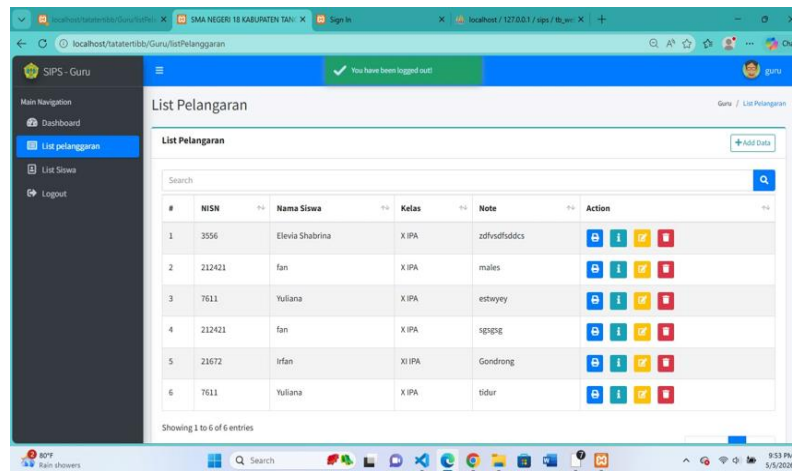 SMA NEGERI 18 KABUPATEN TAN
Sign In
localhost / 127.0.0.1 / sips / tb_
localhost/tatatertibb/Guru/listPelanggaran
SIPS - Guru
You have been logged out!
guru
Main Navigation
Dashboard
List pelanggaran
List Siswa
Logout
List Pelangaran
Guru / List Pelangaran
List Pelangaran
Add Data
Search
# NISN Nama Siswa Kelas Note Action
1 3556 Elevia Shabrina X IPA zdfvsdfsddcs
2 212421 fan X IPA males
3 7611 Yuliana X IPA estwyey
4 212421 fan X IPA sgsgsg
5 21672 Irfan XI IPA Gondrong
6 7611 Yuliana X IPA tidur
Showing 1 to 6 of 6 entries
80°F
Rain showers
Search
9:53 PM